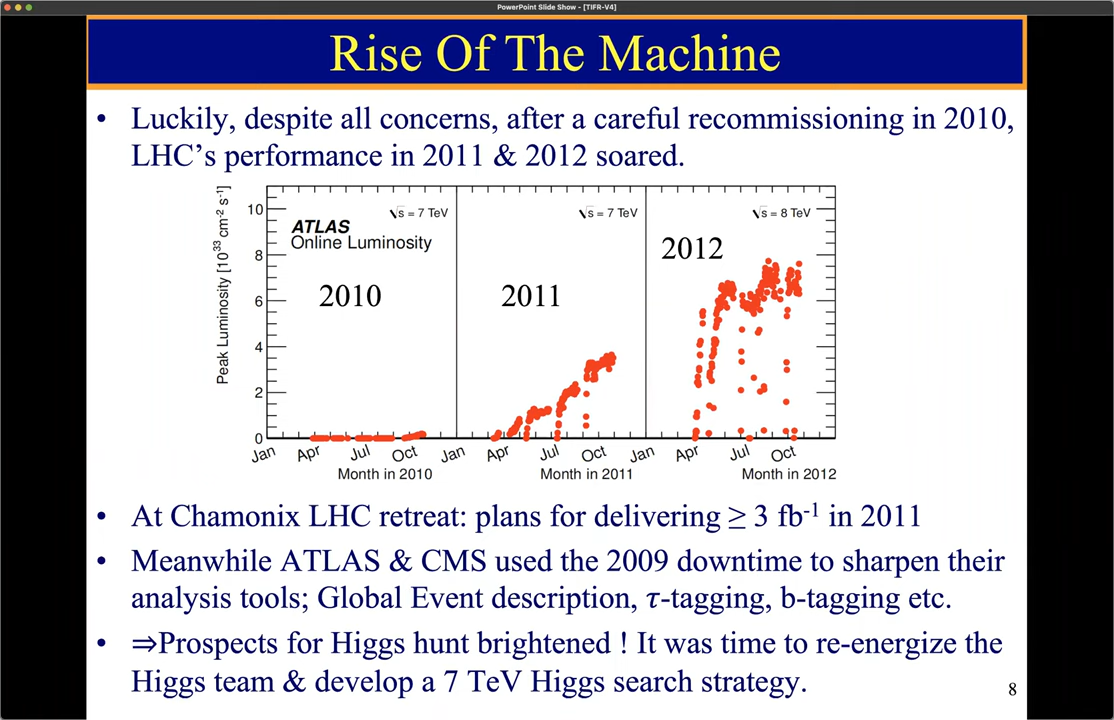 PowerPoint Slide Show - [TIFR-V4]
Rise Of The Machine
• Luckily, despite all concerns, after a careful recommissioning in 2010,
LHC’s performance in 2011 & 2012 soared.
Peak Luminosity [10³³ cm⁻² s⁻¹]
10
8
6
4
2
0
ATLAS
Online Luminosity
√s = 7 TeV
√s = 7 TeV
√s = 8 TeV
2010
2011
2012
Jan Apr Jul Oct Jan Apr Jul Oct Jan Apr Jul Oct
Month in 2010 Month in 2011 Month in 2012
• At Chamonix LHC retreat: plans for delivering ≥ 3 fb⁻¹ in 2011
• Meanwhile ATLAS & CMS used the 2009 downtime to sharpen their
analysis tools; Global Event description, τ-tagging, b-tagging etc.
• ⇒Prospects for Higgs hunt brightened ! It was time to re-energize the
Higgs team & develop a 7 TeV Higgs search strategy.
8